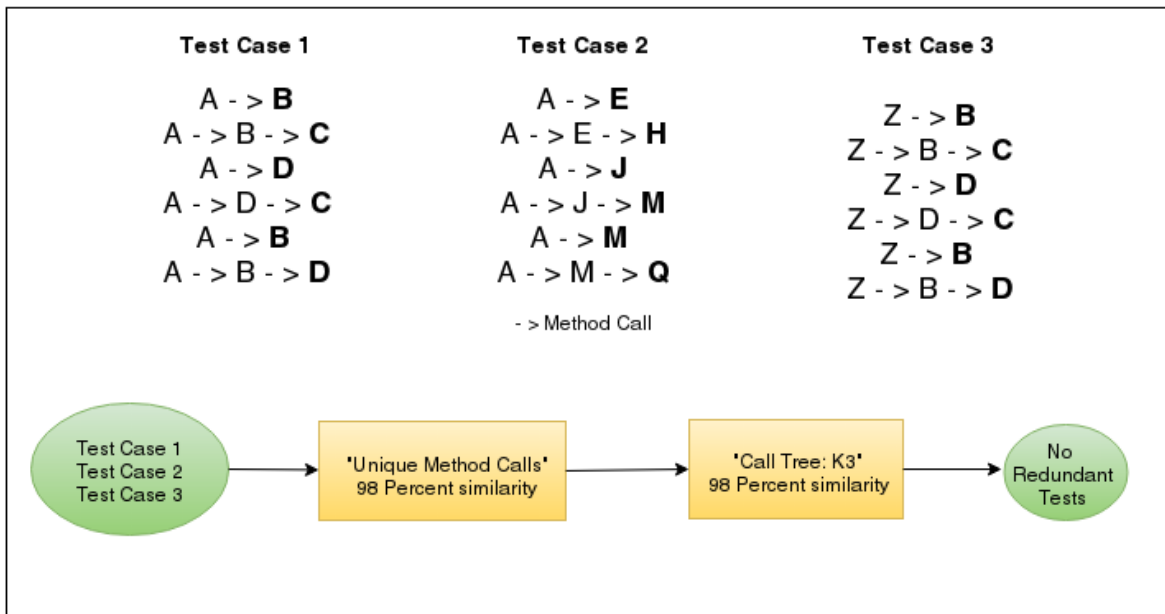 Test Case 1
A - > B
A - > B - > C
A - > D
A - > D - > C
A - > B
A - > B - > D
Test Case 2
A - > E
A - > E - > H
A - > J
A - > J - > M
A - > M
A - > M - > Q
- > Method Call
Test Case 3
Z - > B
Z - > B - > C
Z - > D
Z - > D - > C
Z - > B
Z - > B - > D
Test Case 1
Test Case 2
Test Case 3
"Unique Method Calls"
98 Percent similarity
"Call Tree: K3"
98 Percent similarity
No
Redundant
Tests